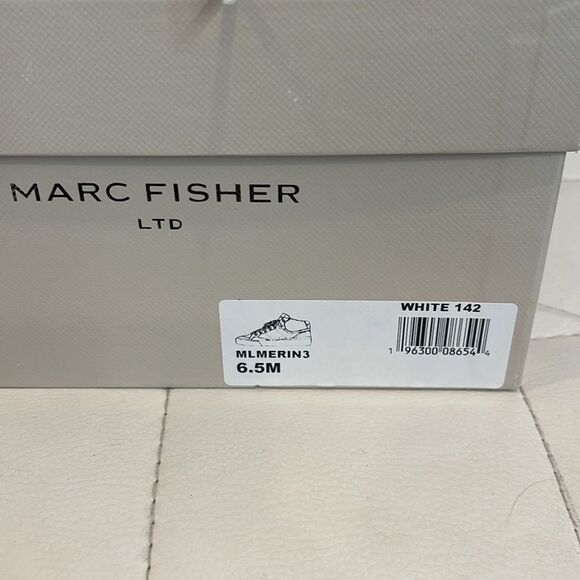 MARC FISHER
LTD
WHITE 142
MLMERIN3
6.5M
1 96300 08654 4